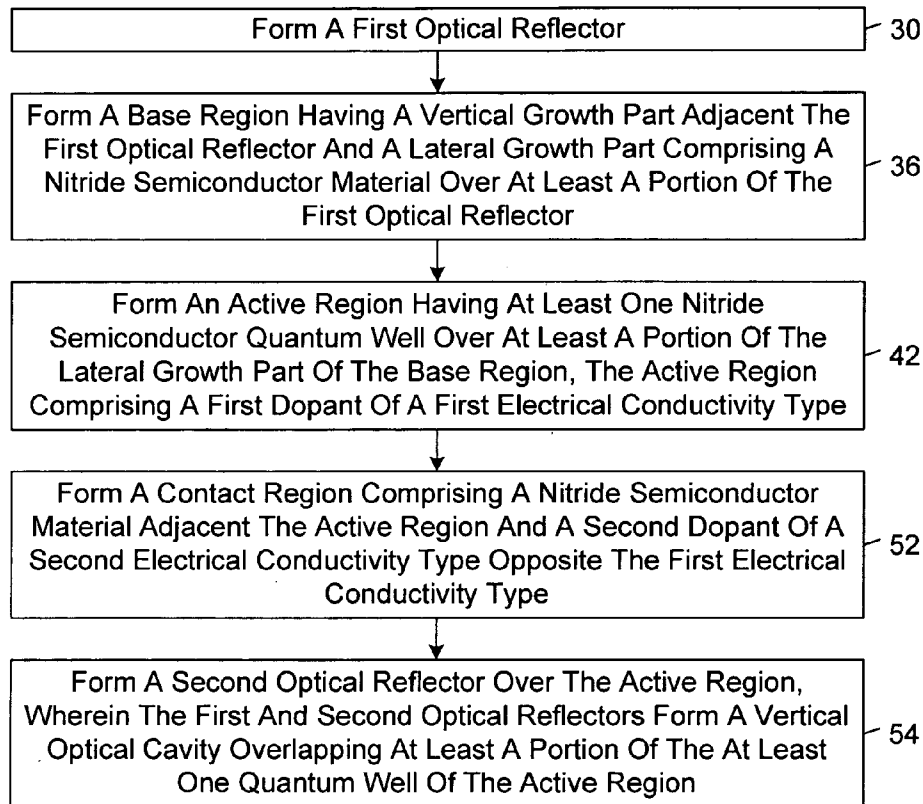 Form A First Optical Reflector
30
Form A Base Region Having A Vertical Growth Part Adjacent The
First Optical Reflector And A Lateral Growth Part Comprising A
Nitride Semiconductor Material Over At Least A Portion Of The
First Optical Reflector
36
Form An Active Region Having At Least One Nitride
Semiconductor Quantum Well Over At Least A Portion Of The
Lateral Growth Part Of The Base Region, The Active Region
Comprising A First Dopant Of A First Electrical Conductivity Type
42
Form A Contact Region Comprising A Nitride Semiconductor
Material Adjacent The Active Region And A Second Dopant Of A
Second Electrical Conductivity Type Opposite The First Electrical
Conductivity Type
52
Form A Second Optical Reflector Over The Active Region,
Wherein The First And Second Optical Reflectors Form A Vertical
Optical Cavity Overlapping At Least A Portion Of The At Least
One Quantum Well Of The Active Region
54